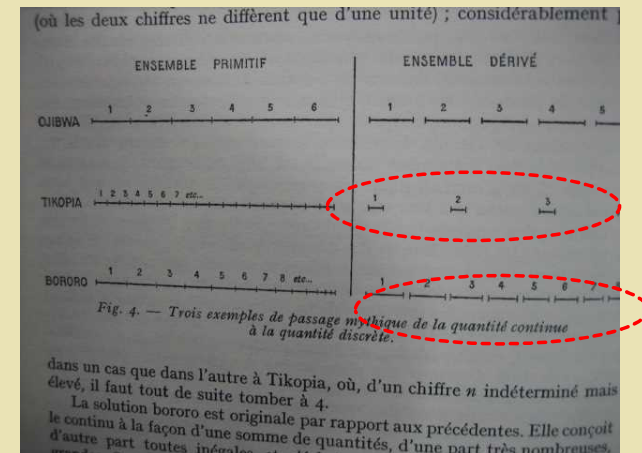 (où les deux chiffres ne diffèrent que d'une unité) ; considérablement
ENSEMBLE PRIMITIF ENSEMBLE DÉRIVÉ
1 2 3 4 5 6 1 2 3 4 5
OJIBWA
1 2 3 4 5 6 7 etc... 1 2 3
TIKOPIA
1 2 3 4 5 6 7 8 etc... 1 2 3 4 5 6 7
BORORO
Fig. 4. — Trois exemples de passage mythique de la quantité continue
à la quantité discrète.
dans un cas que dans l'autre à Tikopia, où, d'un chiffre n indéterminé mais
élevé, il faut tout de suite tomber à 4.
La solution bororo est originale par rapport aux précédentes. Elle conçoit
le continu à la façon d'une somme de quantités, d'une part très nombreuses,
d'autre part toutes inégales